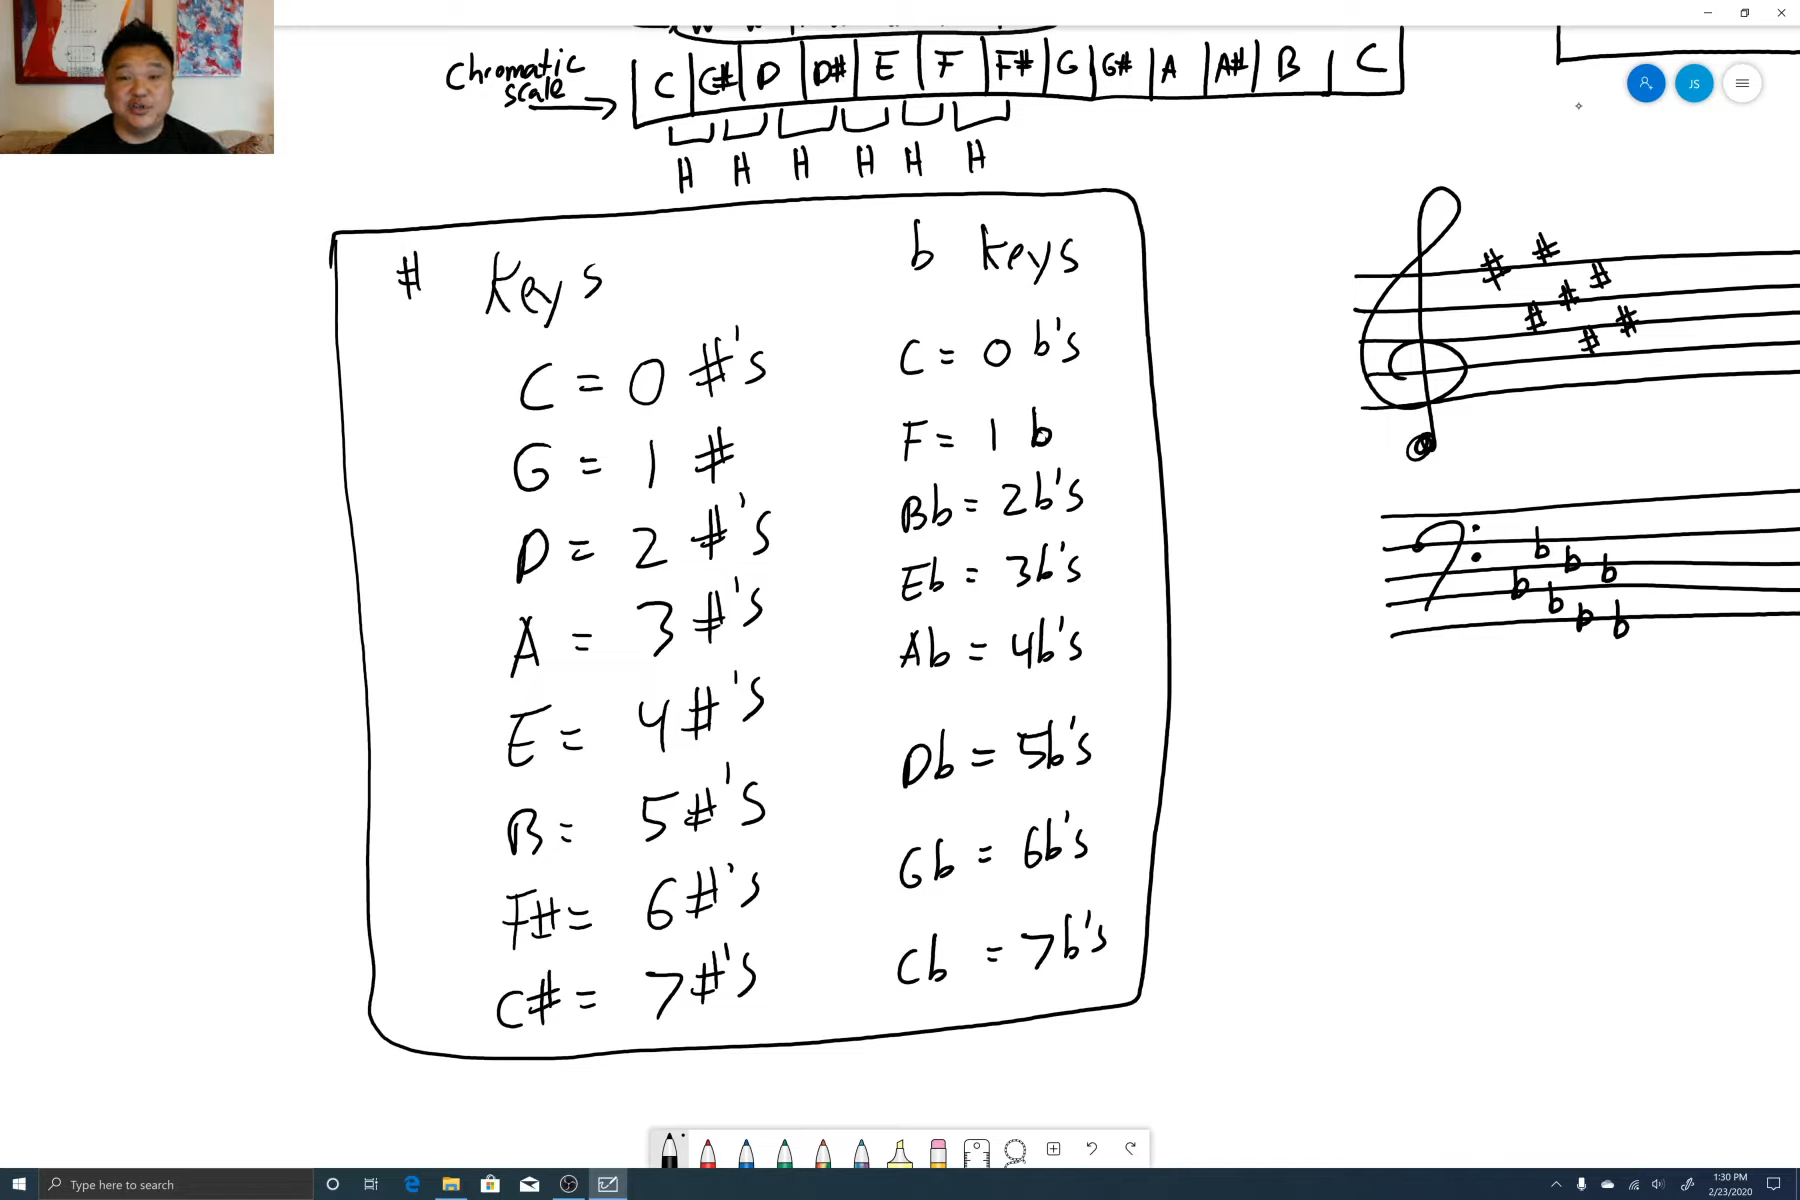 Chromatic
scale
C C# D D# E F F# G G# A A# B C
H H H H H H
JS
# Keys
C = 0 #'s
G = 1 #
D = 2 #'s
A = 3 #'s
E = 4 #'s
B = 5 #'s
F# = 6 #'s
C# = 7 #'s
b Keys
C = 0 b's
F = 1 b
Bb = 2b's
Eb = 3b's
Ab = 4b's
Db = 5b's
Gb = 6b's
Cb = 7b's
# # # # # # #
b b b b b b b
Type here to search
1:30 PM
2/23/2020